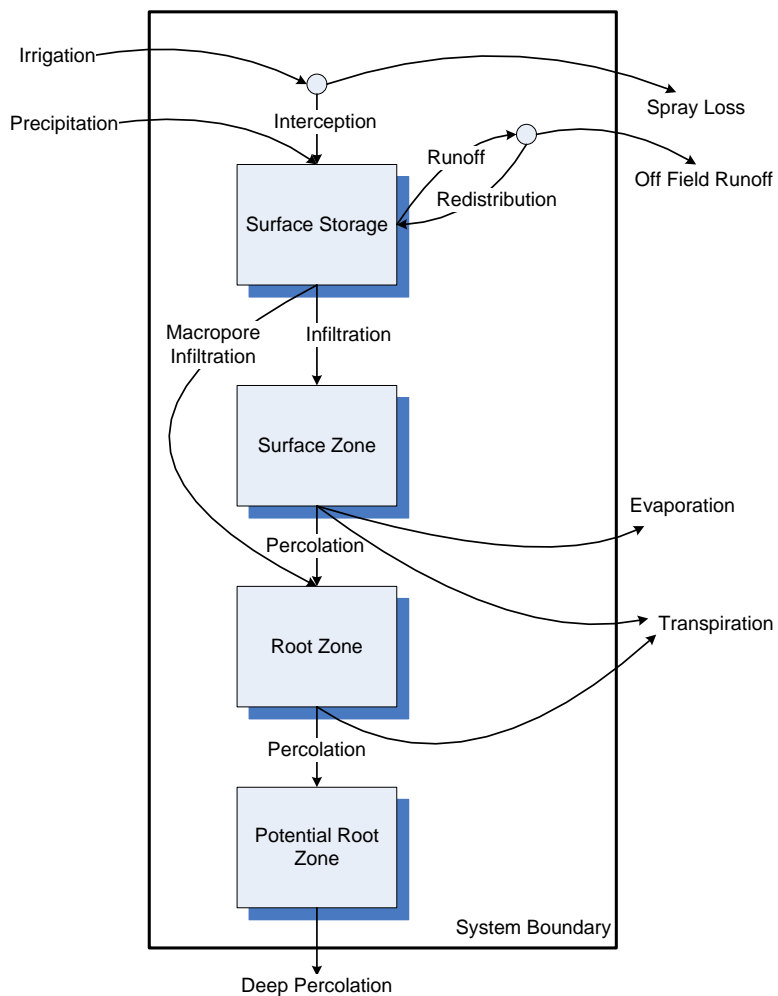 Irrigation
Spray Loss
Precipitation
Interception
Runoff
Off Field Runoff
Redistribution
Surface Storage
Macropore
Infiltration
Infiltration
Surface Zone
Evaporation
Percolation
Transpiration
Root Zone
Percolation
Potential Root
Zone
System Boundary
Deep Percolation